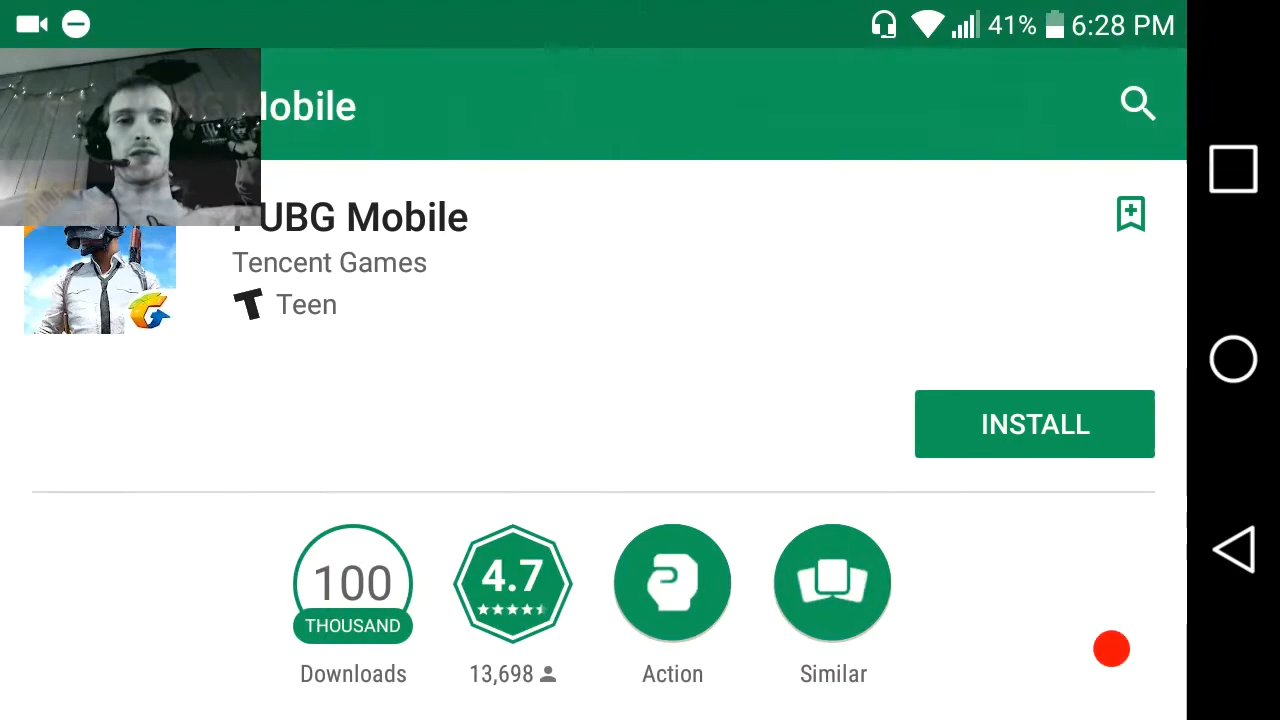 41% 6:28 PM
Mobile
PUBG Mobile
Tencent Games
Teen
INSTALL
100
THOUSAND
4.7
Downloads
13,698
Action
Similar